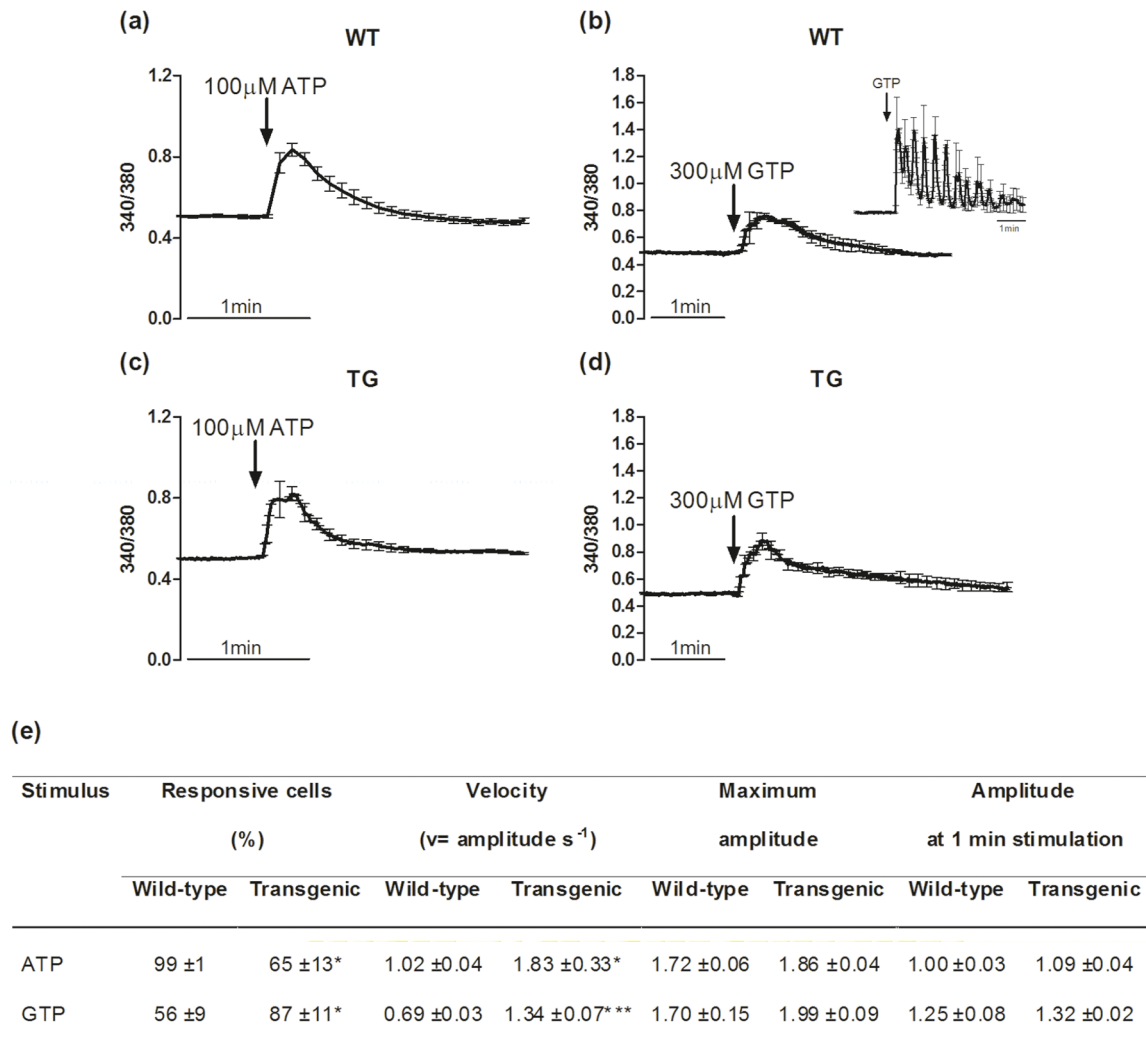 (a)
WT
100μM ATP
1.2
0.8
0.4
0.0
340/380
1min
(b)
WT
300μM GTP
1.8
1.6
1.4
1.2
1.0
0.8
0.6
0.4
0.2
0.0
340/380
1min
GTP
1min
(c)
TG
100μM ATP
1.2
0.8
0.4
0.0
340/380
1min
(d)
TG
300μM GTP
1.8
1.6
1.4
1.2
1.0
0.8
0.6
0.4
0.2
0.0
340/380
1min
(e)
Stimulus Responsive cells Velocity Maximum Amplitude
(%) (v= amplitude s⁻¹) amplitude at 1 min stimulation
Wild-type Transgenic Wild-type Transgenic Wild-type Transgenic Wild-type Transgenic
ATP 99 ±1 65 ±13* 1.02 ±0.04 1.83 ±0.33* 1.72 ±0.06 1.86 ±0.04 1.00 ±0.03 1.09 ±0.04
GTP 56 ±9 87 ±11* 0.69 ±0.03 1.34 ±0.07*** 1.70 ±0.15 1.99 ±0.09 1.25 ±0.08 1.32 ±0.02